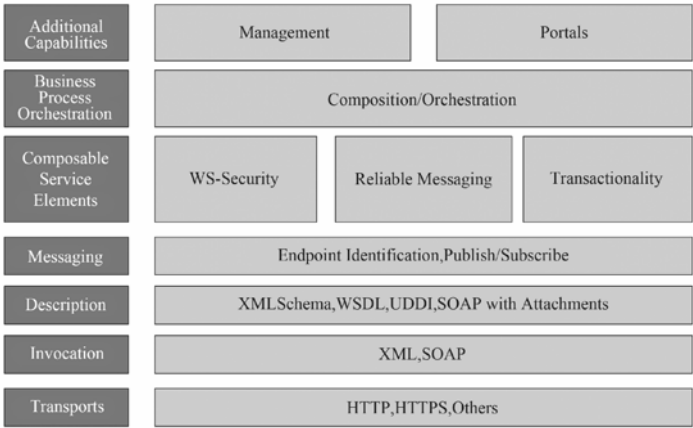 Additional
Capabilities
Management
Portals
Business
Process
Orchestration
Composition/Orchestration
Composable
Service
Elements
WS-Security
Reliable Messaging
Transactionality
Messaging
Endpoint Identification,Publish/Subscribe
Description
XMLSchema,WSDL,UDDI,SOAP with Attachments
Invocation
XML,SOAP
Transports
HTTP,HTTPS,Others